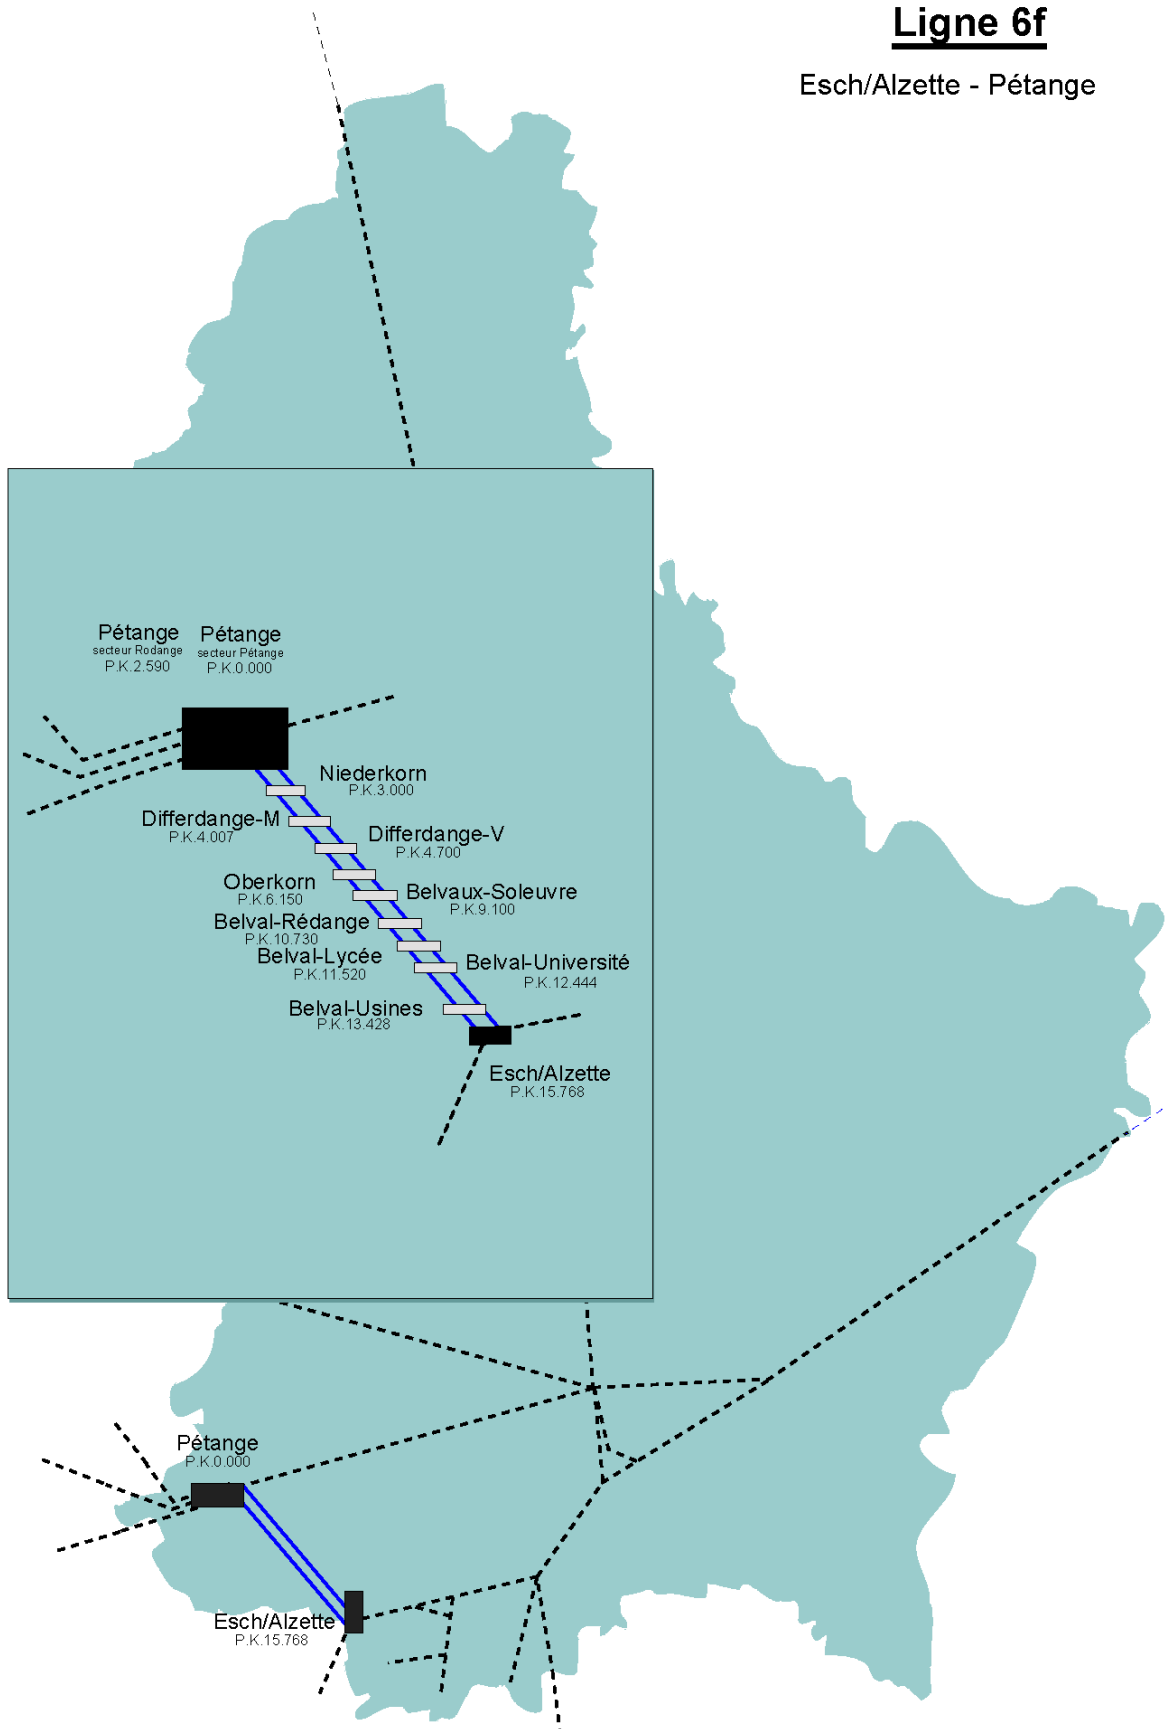 Ligne 6f
Esch/Alzette - Pétange
Pétange
secteur Rodange
P.K.2.590
Pétange
secteur Pétange
P.K.0.000
Niederkorn
P.K.3.000
Differdange-M
P.K.4.007
Differdange-V
P.K.4.700
Oberkorn
P.K.6.150
Belvaux-Soleuvre
P.K.9.100
Belval-Rédange
P.K.10.730
Belval-Lycée
P.K.11.520
Belval-Université
P.K.12.444
Belval-Usines
P.K.13.428
Esch/Alzette
P.K.15.768
Pétange
P.K.0.000
Esch/Alzette
P.K.15.768